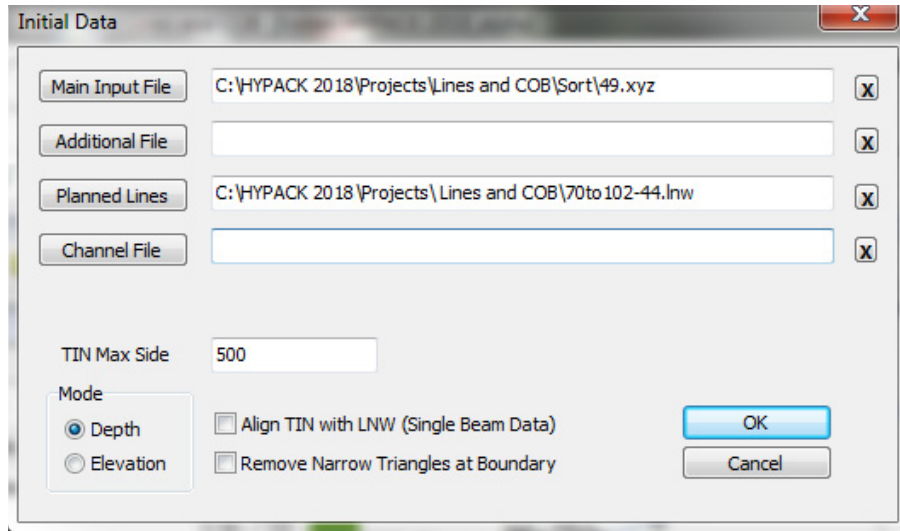 Initial Data
X
Main Input File C:\HYPACK 2018\Projects\Lines and COB\Sort\49.xyz X
Additional File X
Planned Lines C:\HYPACK 2018\Projects\ Lines and COB\70to102-44.lnw X
Channel File X
TIN Max Side 500
Mode
Depth Align TIN with LNW (Single Beam Data) OK
Elevation Remove Narrow Triangles at Boundary Cancel